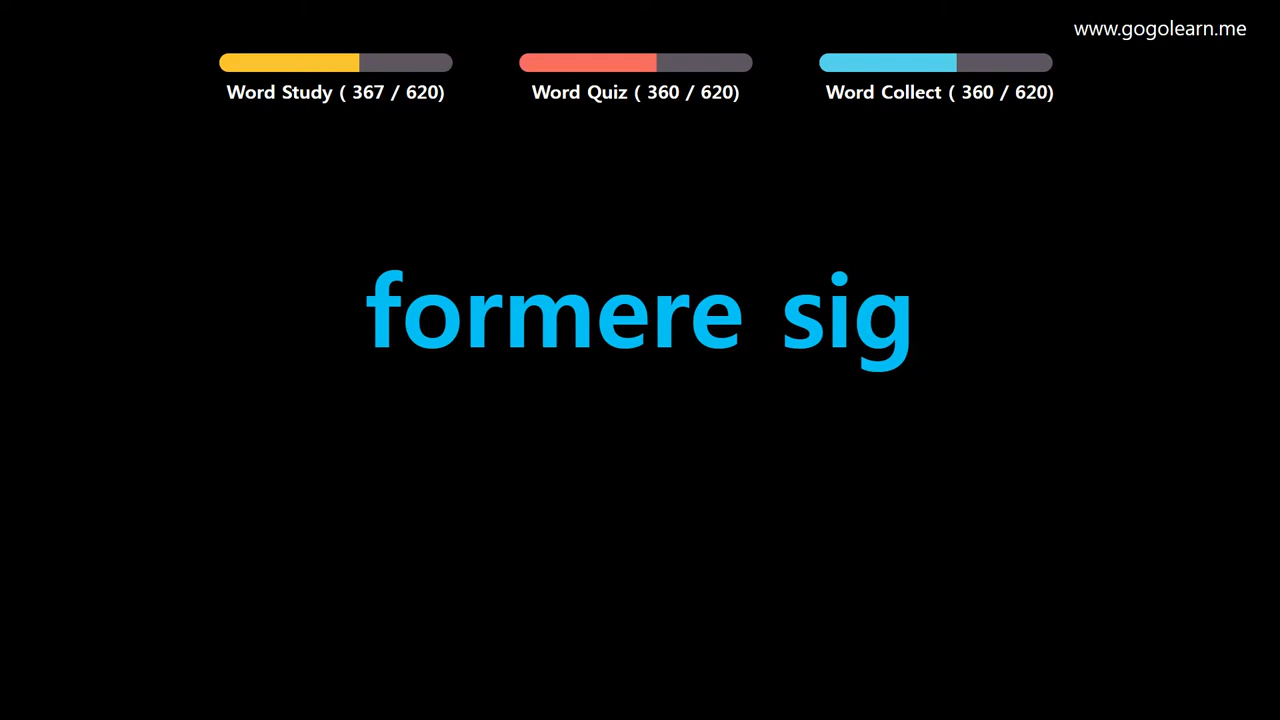 www.gogolearn.me
Word Study ( 367 / 620)
Word Quiz ( 360 / 620)
Word Collect ( 360 / 620)
formere sig